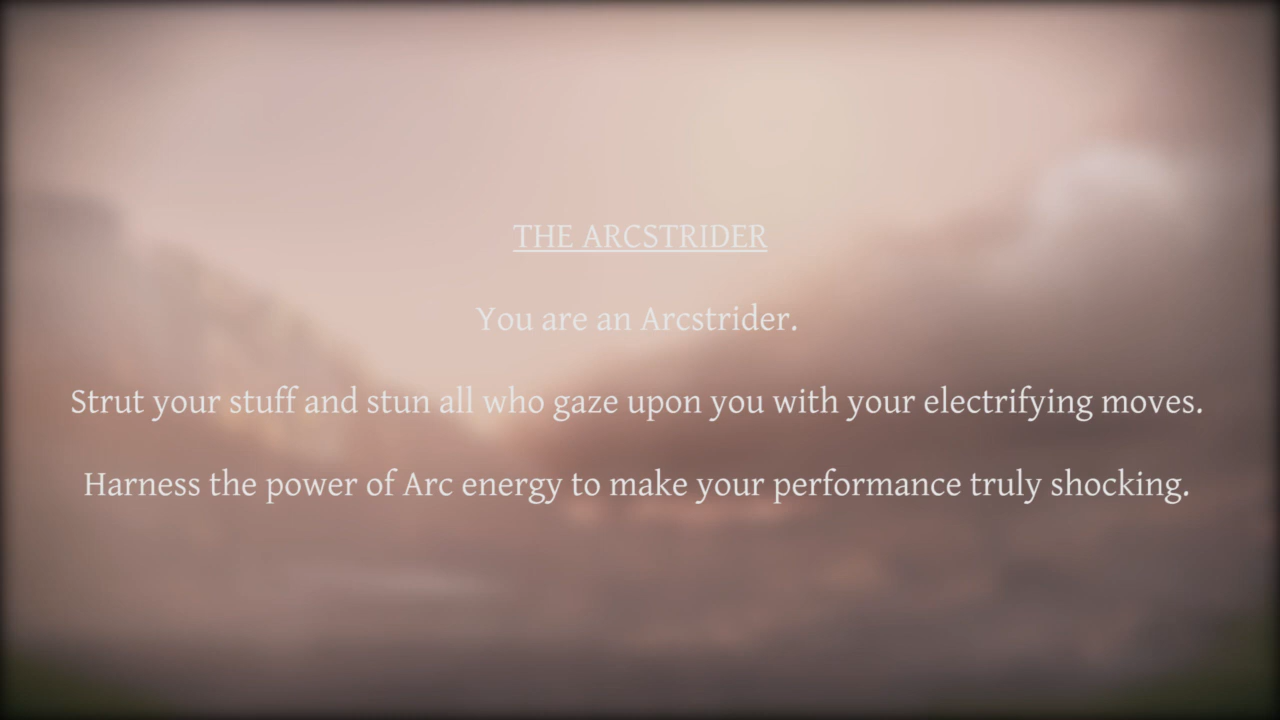 THE ARCSTRIDER
You are an Arcstrider.
Strut your stuff and stun all who gaze upon you with your electrifying moves.
Harness the power of Arc energy to make your performance truly shocking.